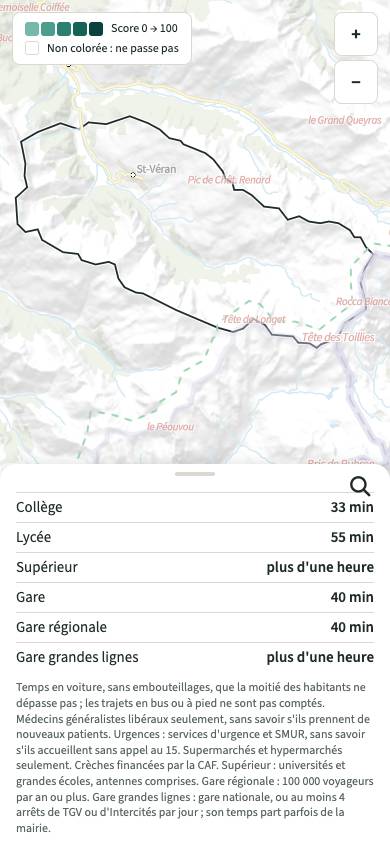 Score 0 → 100
Non colorée : ne passe pas
+
−
le Grand Queyras
St-Véran
Pic de Chât. Renard
Tête de Longet
Tête des Toillies
le Péouvou
Collège 33 min
Lycée 55 min
Supérieur plus d'une heure
Gare 40 min
Gare régionale 40 min
Gare grandes lignes plus d'une heure
Temps en voiture, sans embouteillages, que la moitié des habitants ne
dépasse pas ; les trajets en bus ou à pied ne sont pas comptés.
Médecins généralistes libéraux seulement, sans savoir s'ils prennent de
nouveaux patients. Urgences : services d'urgence et SMUR, sans savoir
s'ils accueillent sans appel au 15. Supermarchés et hypermarchés
seulement. Crèches financées par la CAF. Supérieur : universités et
grandes écoles, antennes comprises. Gare régionale : 100 000 voyageurs
par an ou plus. Gare grandes lignes : gare nationale, ou au moins 4
arrêts de TGV ou d'Intercités par jour ; son temps part parfois de la
mairie.